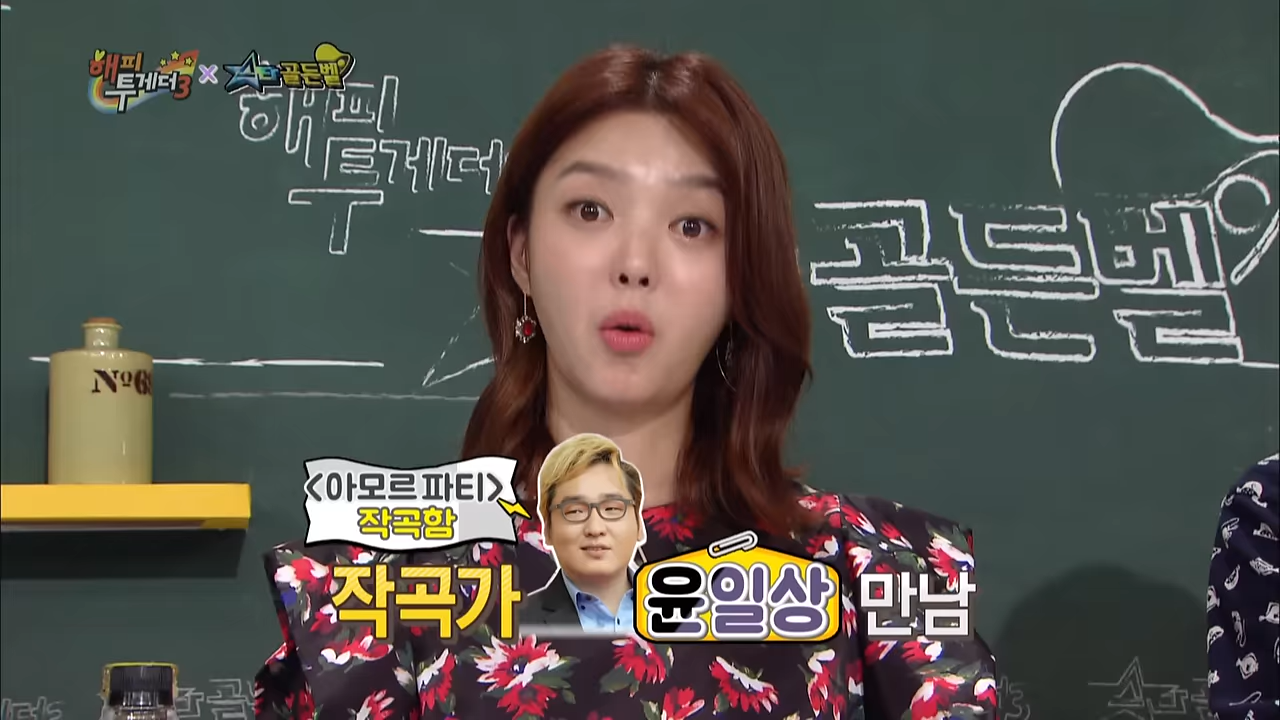 해피
투게더3 × 스타 골든벨
해피
투게더
골든벨
Nº68
<아모르파티>
작곡함
작곡가 윤일상 만남